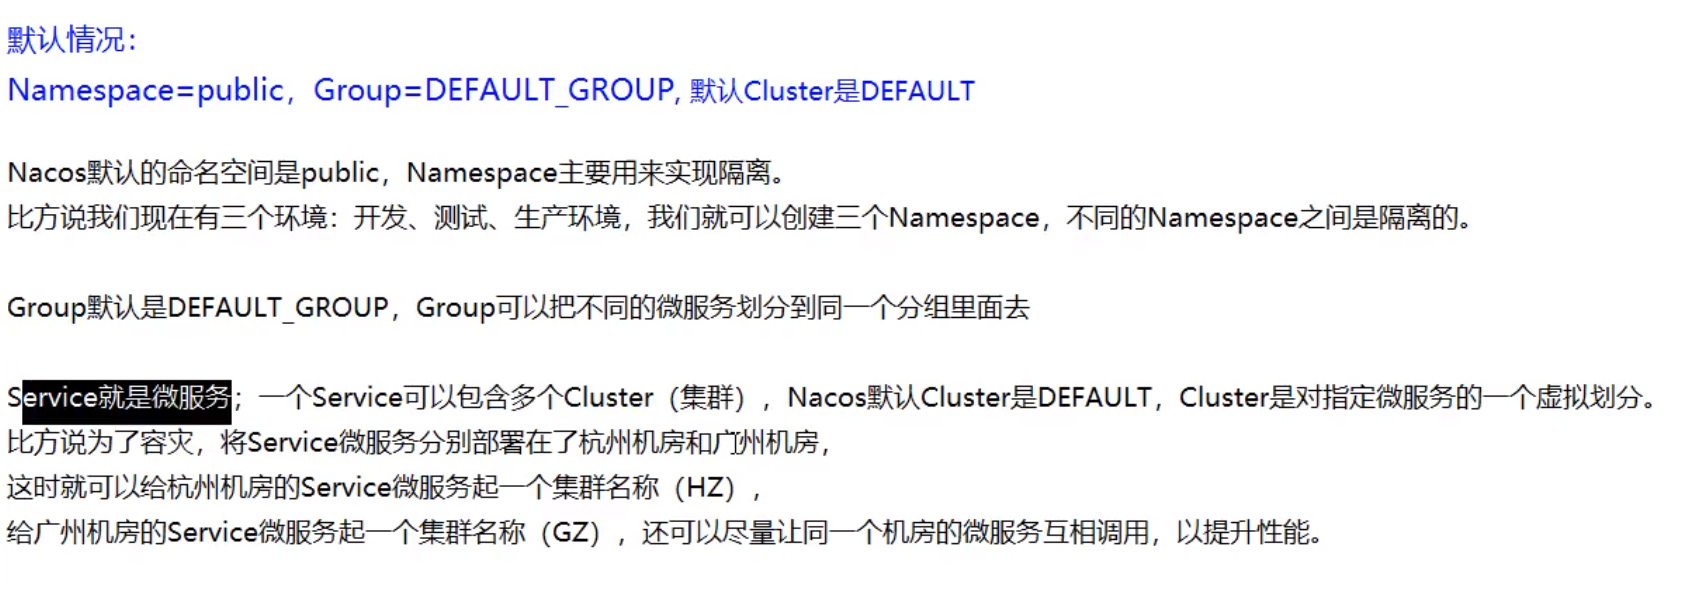 默认情况：
Namespace=public，Group=DEFAULT_GROUP, 默认Cluster是DEFAULT
Nacos默认的命名空间是public，Namespace主要用来实现隔离。
比方说我们现在有三个环境：开发、测试、生产环境，我们就可以创建三个Namespace，不同的Namespace之间是隔离的。
Group默认是DEFAULT_GROUP，Group可以把不同的微服务划分到同一个分组里面去
Service就是微服务；一个Service可以包含多个Cluster（集群），Nacos默认Cluster是DEFAULT，Cluster是对指定微服务的一个虚拟划分。
比方说为了容灾，将Service微服务分别部署在了杭州机房和广州机房，
这时就可以给杭州机房的Service微服务起一个集群名称（HZ），
给广州机房的Service微服务起一个集群名称（GZ），还可以尽量让同一个机房的微服务互相调用，以提升性能。